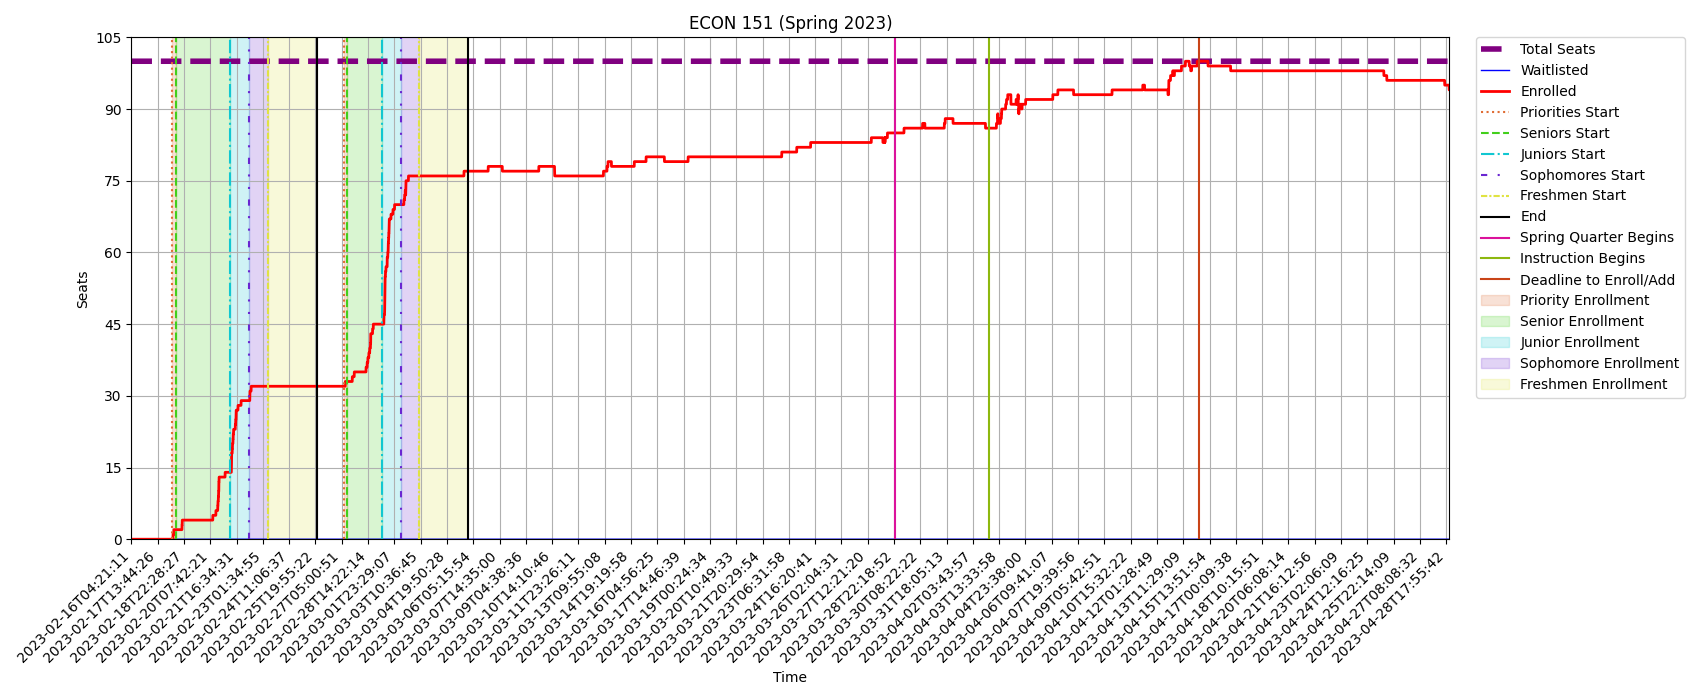 ECON 151 (Spring 2023)
105
90
75
60
45
30
15
0
Seats
2023-02-16T04:21:11
2023-02-17T13:44:26
2023-02-18T22:28:27
2023-02-20T07:42:21
2023-02-21T16:34:31
2023-02-23T01:34:55
2023-02-24T11:06:37
2023-02-25T19:55:22
2023-02-27T05:00:51
2023-02-28T14:22:14
2023-03-01T23:29:07
2023-03-03T10:36:45
2023-03-04T19:50:28
2023-03-06T05:15:54
2023-03-07T14:35:00
2023-03-09T04:38:36
2023-03-10T14:10:46
2023-03-11T23:26:11
2023-03-13T09:55:08
2023-03-14T19:19:58
2023-03-16T04:56:25
2023-03-17T14:46:39
2023-03-19T00:24:34
2023-03-20T10:49:33
2023-03-21T20:29:54
2023-03-23T06:31:58
2023-03-24T16:20:41
2023-03-26T02:04:31
2023-03-27T12:21:20
2023-03-28T22:18:52
2023-03-30T08:22:22
2023-03-31T18:05:13
2023-04-02T03:43:57
2023-04-03T13:33:58
2023-04-04T23:38:00
2023-04-06T09:41:07
2023-04-07T19:39:56
2023-04-09T05:42:51
2023-04-10T15:32:22
2023-04-12T01:28:49
2023-04-13T11:29:09
2023-04-15T13:51:54
2023-04-17T00:09:38
2023-04-18T10:15:51
2023-04-20T06:08:14
2023-04-21T16:12:56
2023-04-23T02:06:09
2023-04-24T12:16:25
2023-04-25T22:14:09
2023-04-27T08:08:32
2023-04-28T17:55:42
Time
Total Seats
Waitlisted
Enrolled
Priorities Start
Seniors Start
Juniors Start
Sophomores Start
Freshmen Start
End
Spring Quarter Begins
Instruction Begins
Deadline to Enroll/Add
Priority Enrollment
Senior Enrollment
Junior Enrollment
Sophomore Enrollment
Freshmen Enrollment